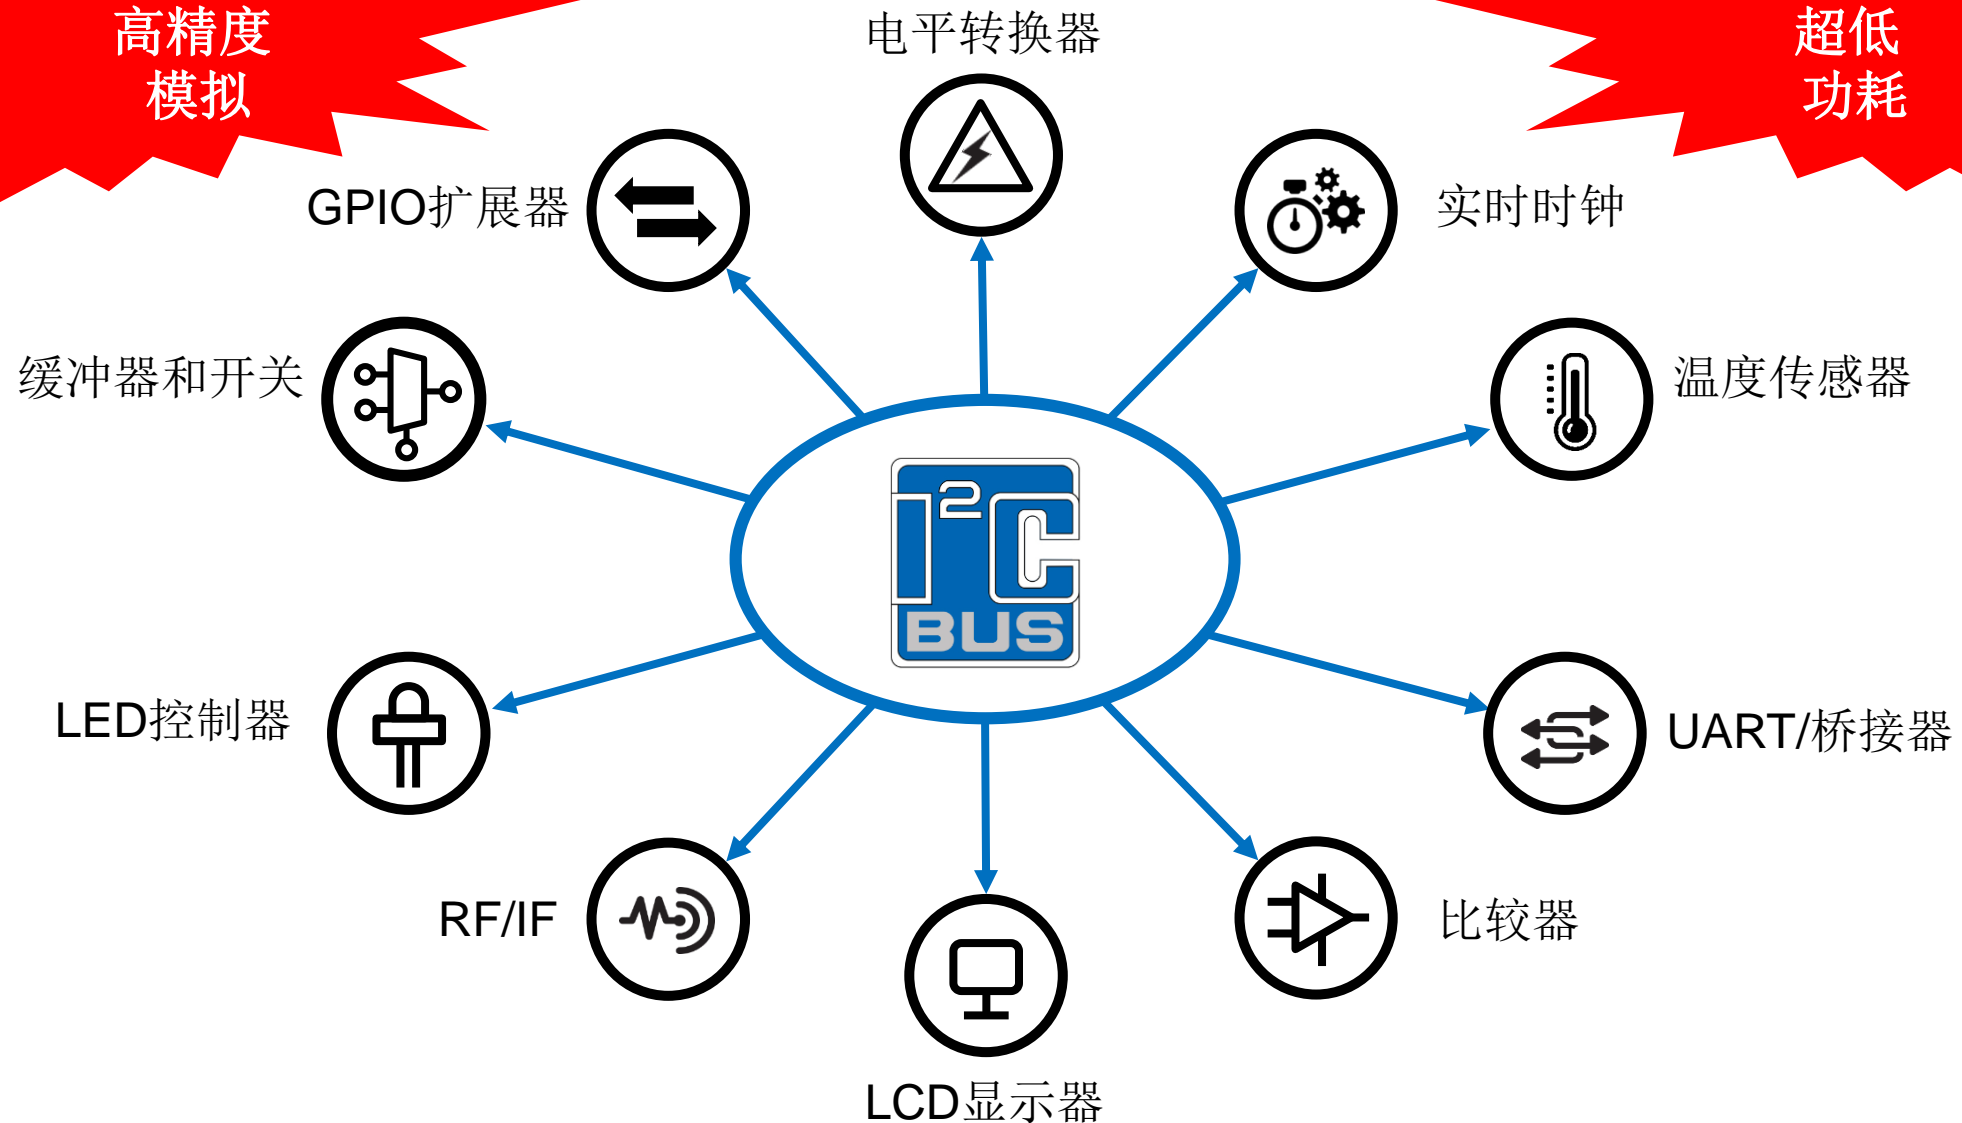 高精度
模拟
超低
功耗
电平转换器
GPIO扩展器
实时时钟
缓冲器和开关
温度传感器
I²C
BUS
LED控制器
UART/桥接器
RF/IF
比较器
LCD显示器